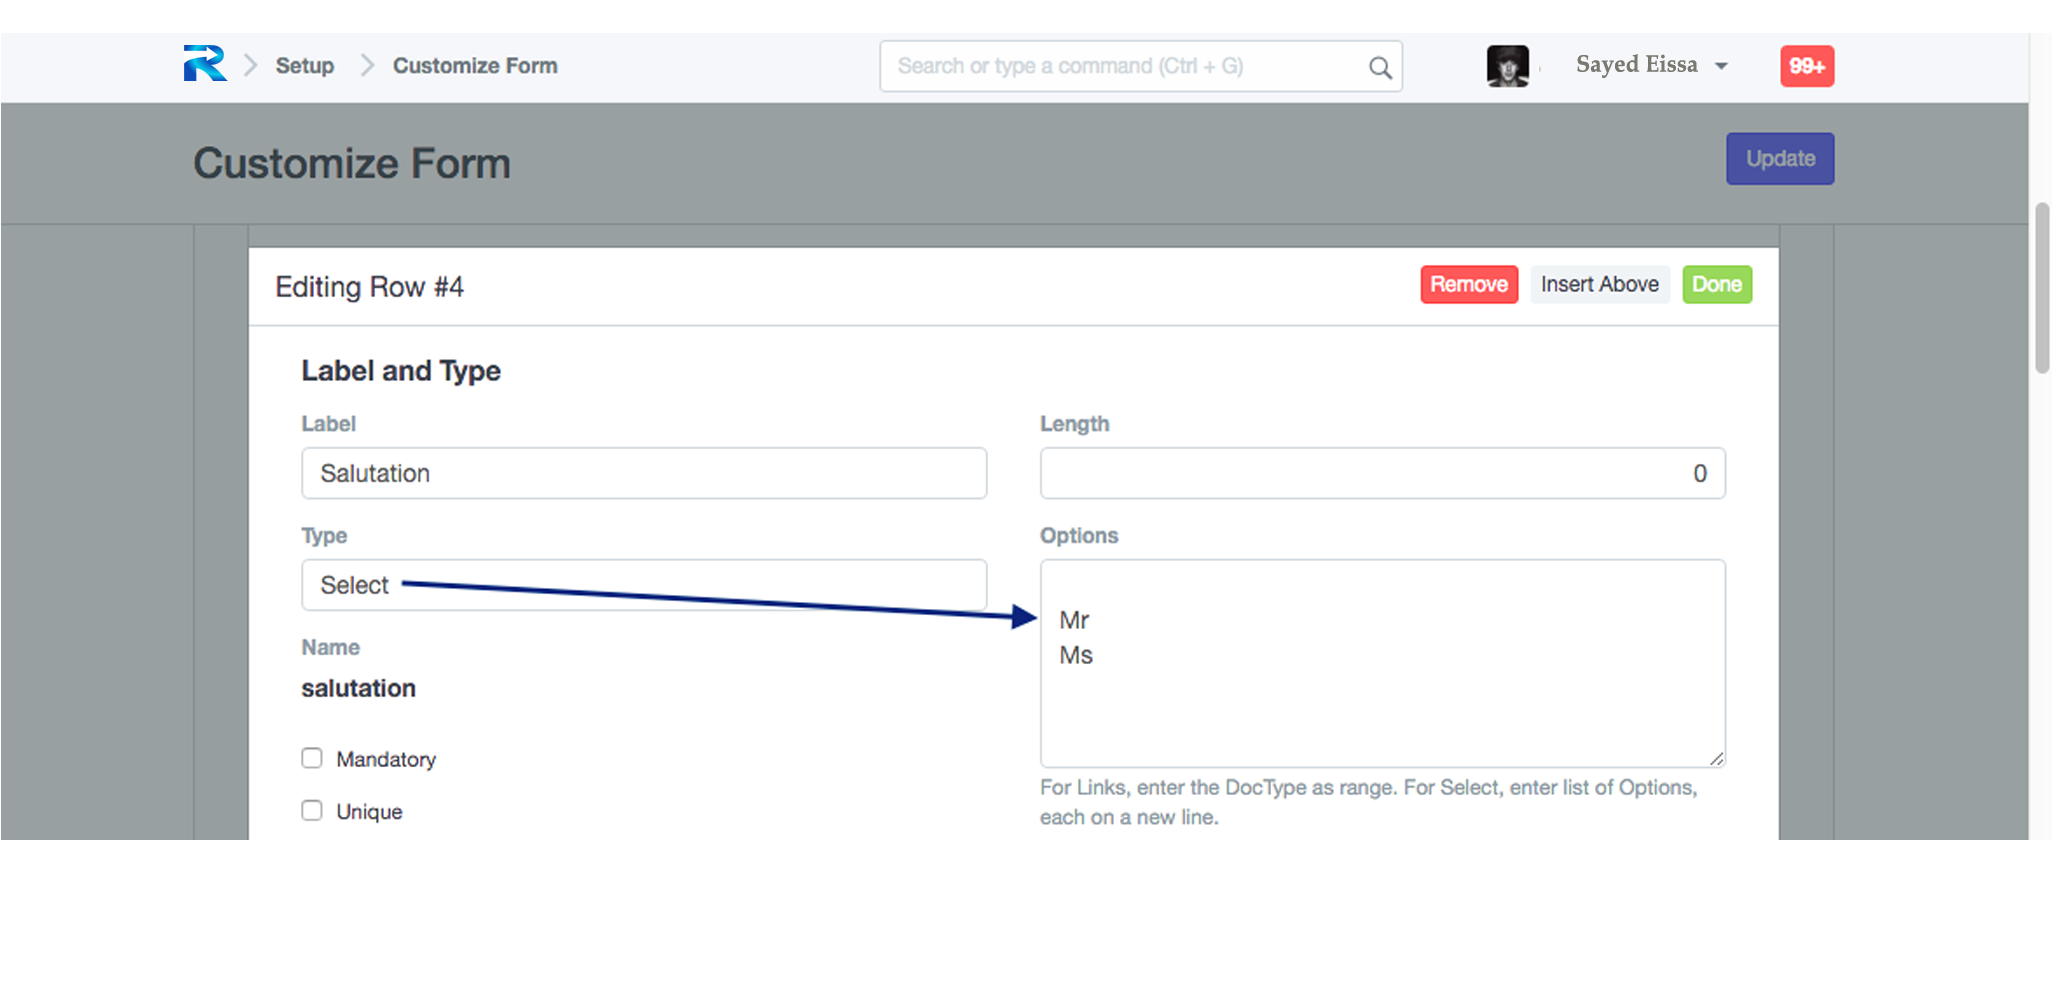 Setup
Customize Form
Search or type a command (Ctrl + G)
Sayed Eissa
99+
Customize Form
Update
Editing Row #4
Remove
Insert Above
Done
Label and Type
Label
Salutation
Length
0
Type
Select
Options
Mr
Ms
Name
salutation
Mandatory
Unique
For Links, enter the DocType as range. For Select, enter list of Options,
each on a new line.